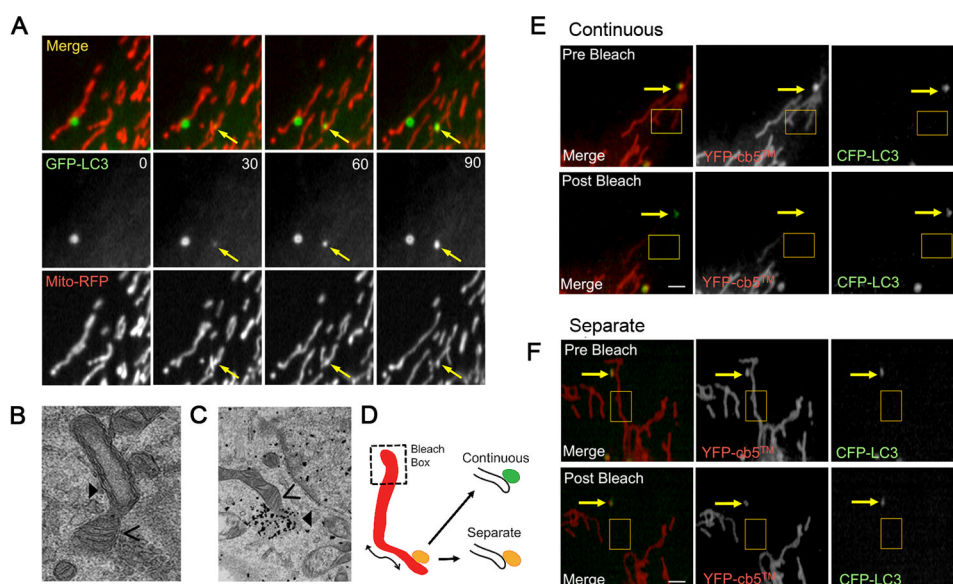 A
Merge
GFP-LC3
0
30
60
90
Mito-RFP
B
C
D
Bleach
Box
Continuous
Separate
E
Continuous
Pre Bleach
Merge
YFP-cb5™
CFP-LC3
Post Bleach
Merge
YFP-cb5™
CFP-LC3
F
Separate
Pre Bleach
Merge
YFP-cb5™
CFP-LC3
Post Bleach
Merge
YFP-cb5™
CFP-LC3